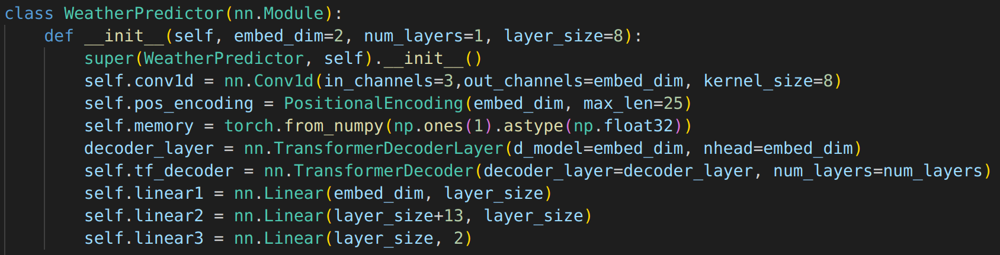 class WeatherPredictor(nn.Module):
    def __init__(self, embed_dim=2, num_layers=1, layer_size=8):
        super(WeatherPredictor, self).__init__()
        self.conv1d = nn.Conv1d(in_channels=3,out_channels=embed_dim, kernel_size=8)
        self.pos_encoding = PositionalEncoding(embed_dim, max_len=25)
        self.memory = torch.from_numpy(np.ones(1).astype(np.float32))
        decoder_layer = nn.TransformerDecoderLayer(d_model=embed_dim, nhead=embed_dim)
        self.tf_decoder = nn.TransformerDecoder(decoder_layer=decoder_layer, num_layers=num_layers)
        self.linear1 = nn.Linear(embed_dim, layer_size)
        self.linear2 = nn.Linear(layer_size+13, layer_size)
        self.linear3 = nn.Linear(layer_size, 2)